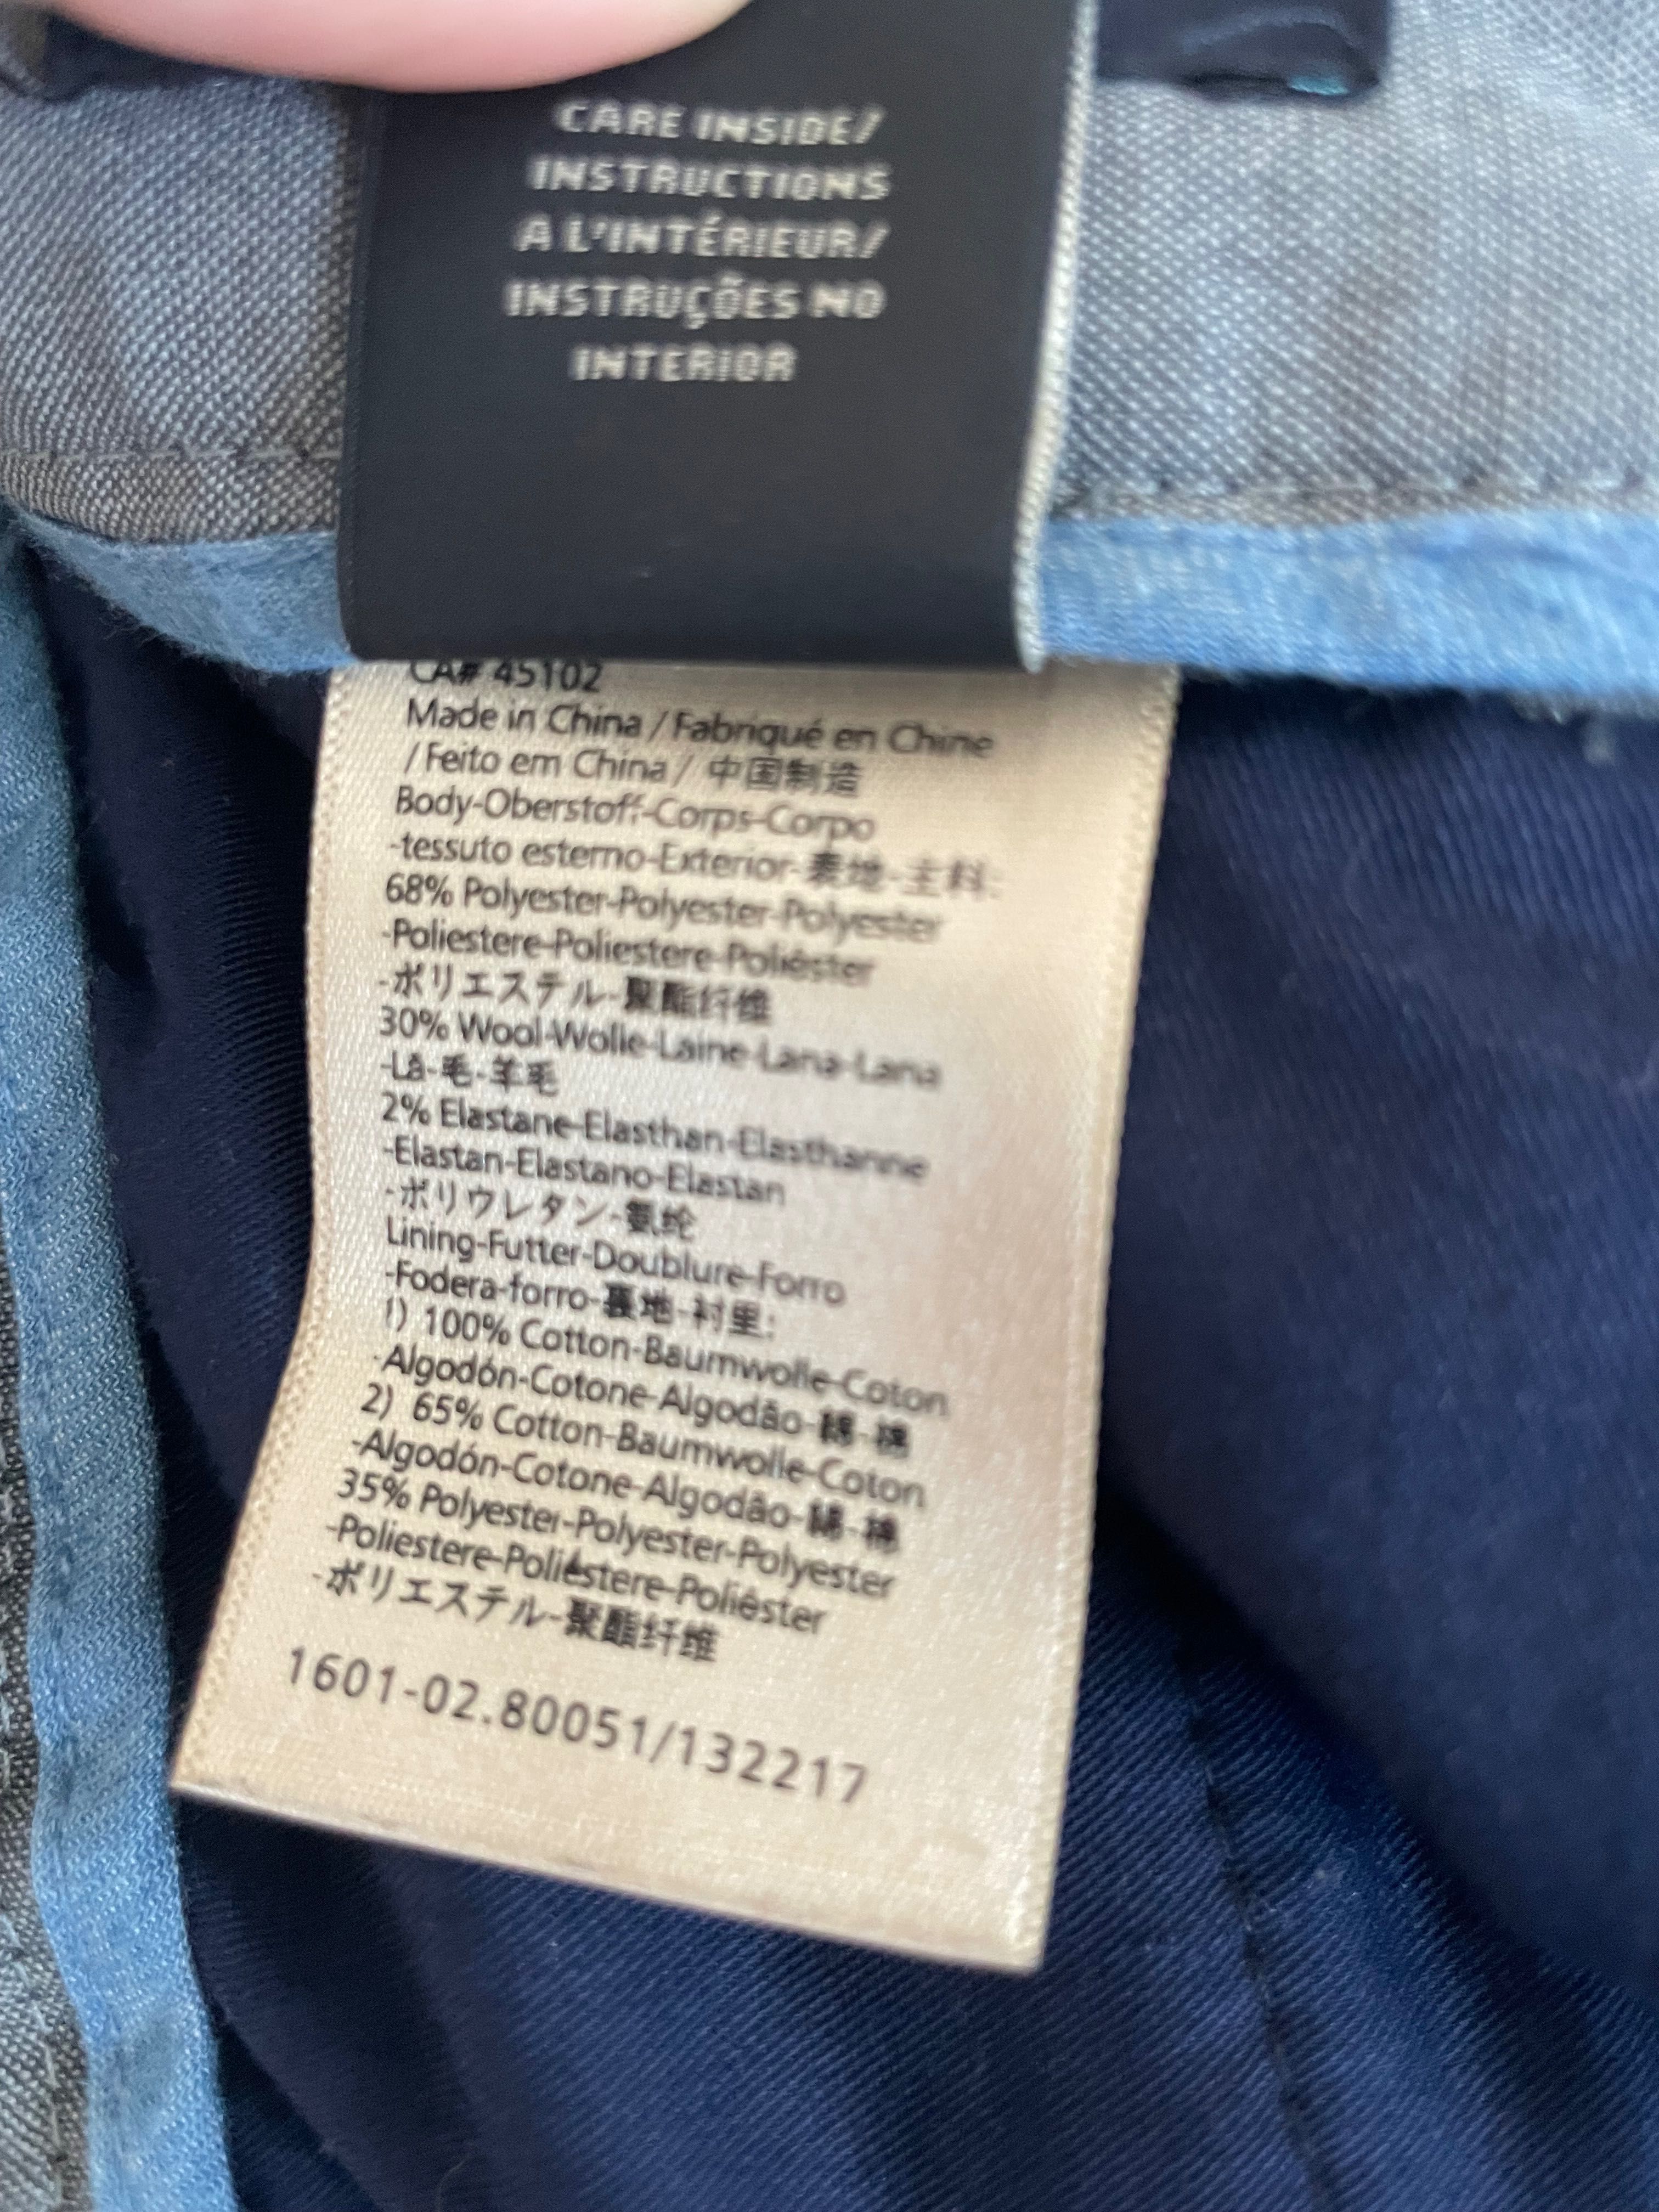 CARE INSIDE/
INSTRUCTIONS
A L'INTÉRIEUR/
INSTRUÇÕES NO
INTERIOR
CA# 45102
Made in China / Fabriqué en Chine
/ Feito em China / 中国制造
Body-Oberstoff-Corps-Corpo
-tessuto esterno-Exterior-表地-主料:
68% Polyester-Polyester-Polyester
-Poliestere-Poliestere-Poliéster
-ポリエステル-聚酯纤维
30% Wool-Wolle-Laine-Lana-Lana
-Lã-毛-羊毛
2% Elastane-Elasthan-Elasthanne
-Elastan-Elastano-Elastan
-ポリウレタン-氨纶
Lining-Futter-Doublure-Forro
-Fodera-forro-裏地-衬里:
1) 100% Cotton-Baumwolle-Coton
-Algodón-Cotone-Algodão-綿-棉
2) 65% Cotton-Baumwolle-Coton
-Algodón-Cotone-Algodão-綿-棉
35% Polyester-Polyester-Polyester
-Poliestere-Poliéstere-Poliéster
-ポリエステル-聚酯纤维
1601-02.80051/132217